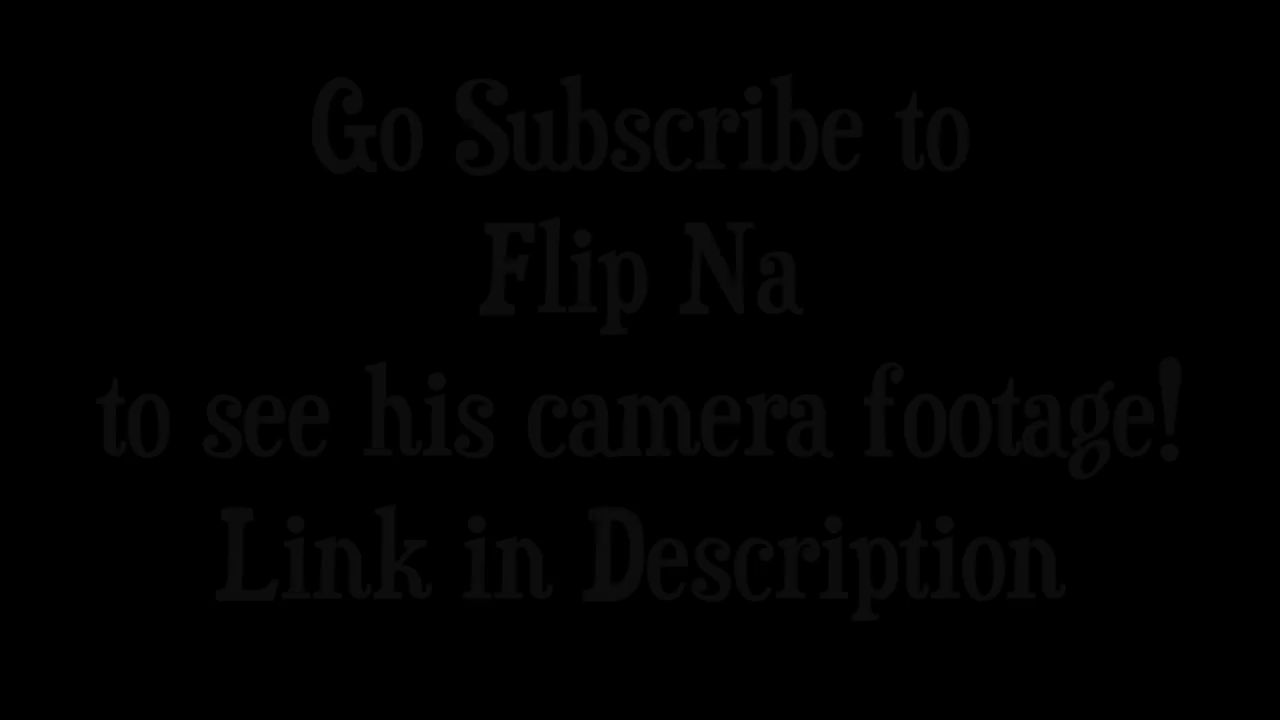 Go Subscribe to
Flip Na
to see his camera footage!
Link in Description